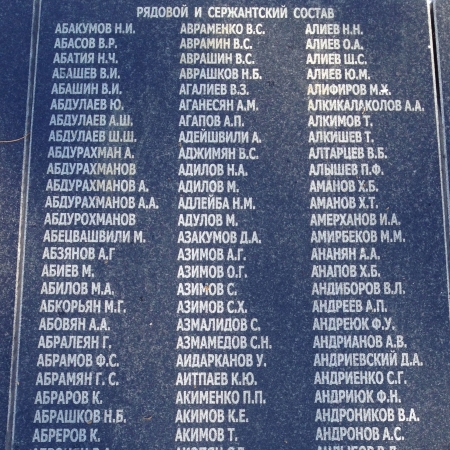 РЯДОВОЙ И СЕРЖАНТСКИЙ СОСТАВ
АБАКУМОВ Н.И.
АБАСОВ В.Р.
АБАТИЯ Н.Ч.
АБАШЕВ В.И.
АБАШИН В.И.
АБДУЛАЕВ Ю.
АБДУЛАЕВ А.Ш.
АБДУЛАЕВ Ш.Ш.
АБДУРАХМАН А.
АБДУРАХМАНОВ
АБДУРАХМАНОВ А.
АБДУРАХМАНОВ А.А.
АБДУРОХМАНОВ
АБЕЦВАШВИЛИ М.
АБЗЯНОВ А.Г
АБИЕВ М.
АБИЛОВ М.А.
АБКОРЬЯН М.Г.
АБОВЯН А.А.
АБРАЛЕЯН Г.
АБРАМОВ Ф.С.
АБРАМЯН Г. С.
АБРАРОВ К.
АБРАШКОВ Н.Б.
АБРЕРОВ К.
АВРАМЕНКО В.С.
АВРАМИН В.С.
АВРАШИН В.С.
АВРАШКОВ Н.Б.
АГАЛИЕВ В.З.
АГАНЕСЯН А.М.
АГАПОВ А.П.
АДЕЙШВИЛИ А.
АДЖИМЯН В.С.
АДИЛОВ Н.А.
АДИЛОВ М.
АДЛЕЙБА Н.М.
АДУЛОВ М.
АЗАКУМОВ Д.А.
АЗИМОВ А.Г.
АЗИМОВ О.Г.
АЗИМОВ С.
АЗИМОВ С.Х.
АЗМАЛИДОВ С.
АЗМАМЕДОВ С.Н.
АИДАРКАНОВ У.
АИТПАЕВ К.Ю.
АКИМЕНКО П.П.
АКИМОВ К.Е.
АКИМОВ Т.
АЛИЕВ Н.Н.
АЛИЕВ О.А.
АЛИЕВ Ш.С.
АЛИЕВ Ю.М.
АЛИФИРОВ М.Ж.
АЛКИКАЛАКОЛОВ А.А.
АЛКИМОВ Т.
АЛКИШЕВ Т.
АЛТАРЦЕВ В.Б.
АЛЫШЕВ П.Ф.
АМАНОВ Х.Б.
АМАНОВ Х.Т.
АМЕРХАНОВ И.А.
АМИРБЕКОВ М.М.
АНАНЯН А.А.
АНАПОВ Х.Б.
АНДИБОРОВ В.Л.
АНДРЕЕВ А.П.
АНДРЕЮК Ф.У.
АНДРИАНОВ А.В.
АНДРИЕВСКИЙ Д.А.
АНДРИЕНКО С.Г.
АНДРИЮК Ф.Н.
АНДРОНИКОВ В.А.
АНДРОНОВ А.С.